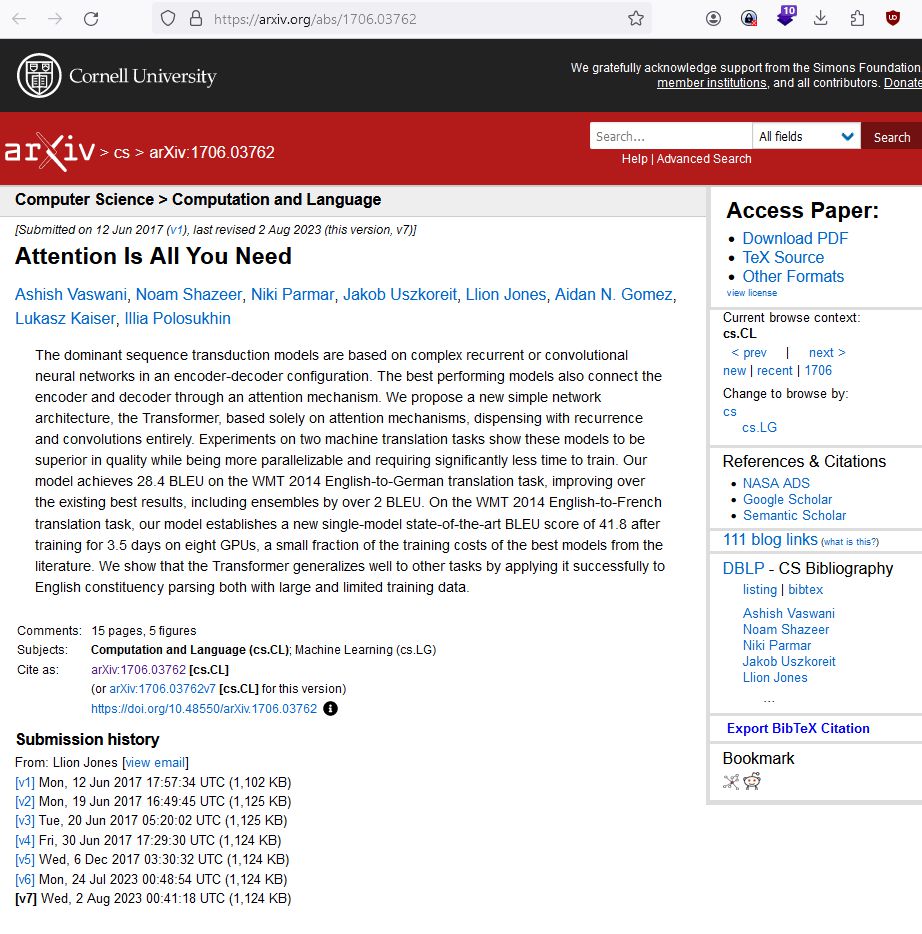 https://arxiv.org/abs/1706.03762
10
Cornell University
We gratefully acknowledge support from the Simons Foundation,
member institutions, and all contributors. Donate
arXiv > cs > arXiv:1706.03762
Search...
All fields
Search
Help | Advanced Search
Computer Science > Computation and Language
[Submitted on 12 Jun 2017 (v1), last revised 2 Aug 2023 (this version, v7)]
Attention Is All You Need
Ashish Vaswani, Noam Shazeer, Niki Parmar, Jakob Uszkoreit, Llion Jones, Aidan N. Gomez,
Lukasz Kaiser, Illia Polosukhin
The dominant sequence transduction models are based on complex recurrent or convolutional
neural networks in an encoder-decoder configuration. The best performing models also connect the
encoder and decoder through an attention mechanism. We propose a new simple network
architecture, the Transformer, based solely on attention mechanisms, dispensing with recurrence
and convolutions entirely. Experiments on two machine translation tasks show these models to be
superior in quality while being more parallelizable and requiring significantly less time to train. Our
model achieves 28.4 BLEU on the WMT 2014 English-to-German translation task, improving over
the existing best results, including ensembles by over 2 BLEU. On the WMT 2014 English-to-French
translation task, our model establishes a new single-model state-of-the-art BLEU score of 41.8 after
training for 3.5 days on eight GPUs, a small fraction of the training costs of the best models from the
literature. We show that the Transformer generalizes well to other tasks by applying it successfully to
English constituency parsing both with large and limited training data.
Comments: 15 pages, 5 figures
Subjects: Computation and Language (cs.CL); Machine Learning (cs.LG)
Cite as: arXiv:1706.03762 [cs.CL]
(or arXiv:1706.03762v7 [cs.CL] for this version)
https://doi.org/10.48550/arXiv.1706.03762
Submission history
From: Llion Jones [view email]
[v1] Mon, 12 Jun 2017 17:57:34 UTC (1,102 KB)
[v2] Mon, 19 Jun 2017 16:49:45 UTC (1,125 KB)
[v3] Tue, 20 Jun 2017 05:20:02 UTC (1,125 KB)
[v4] Fri, 30 Jun 2017 17:29:30 UTC (1,124 KB)
[v5] Wed, 6 Dec 2017 03:30:32 UTC (1,124 KB)
[v6] Mon, 24 Jul 2023 00:48:54 UTC (1,124 KB)
[v7] Wed, 2 Aug 2023 00:41:18 UTC (1,124 KB)
Access Paper:
Download PDF
TeX Source
Other Formats
view license
Current browse context:
cs.CL
< prev | next >
new | recent | 1706
Change to browse by:
cs
cs.LG
References & Citations
NASA ADS
Google Scholar
Semantic Scholar
111 blog links (what is this?)
DBLP - CS Bibliography
listing | bibtex
Ashish Vaswani
Noam Shazeer
Niki Parmar
Jakob Uszkoreit
Llion Jones
...
Export BibTeX Citation
Bookmark